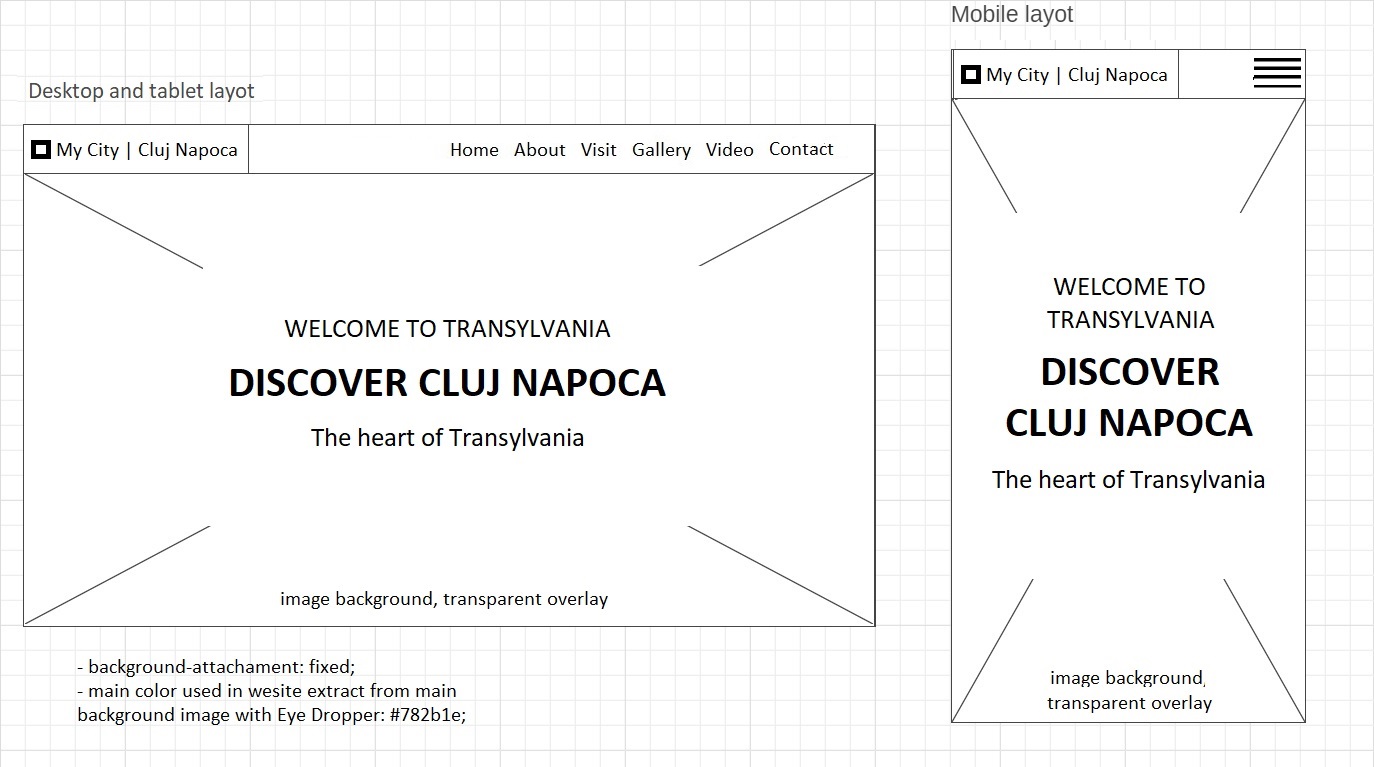 Desktop and tablet layot
My City | Cluj Napoca
Home About Visit Gallery Video Contact
WELCOME TO TRANSYLVANIA
DISCOVER CLUJ NAPOCA
The heart of Transylvania
image background, transparent overlay
- background-attachament: fixed;
- main color used in wesite extract from main
background image with Eye Dropper: #782b1e;
Mobile layot
My City | Cluj Napoca
WELCOME TO
TRANSYLVANIA
DISCOVER
CLUJ NAPOCA
The heart of Transylvania
image background,
transparent overlay